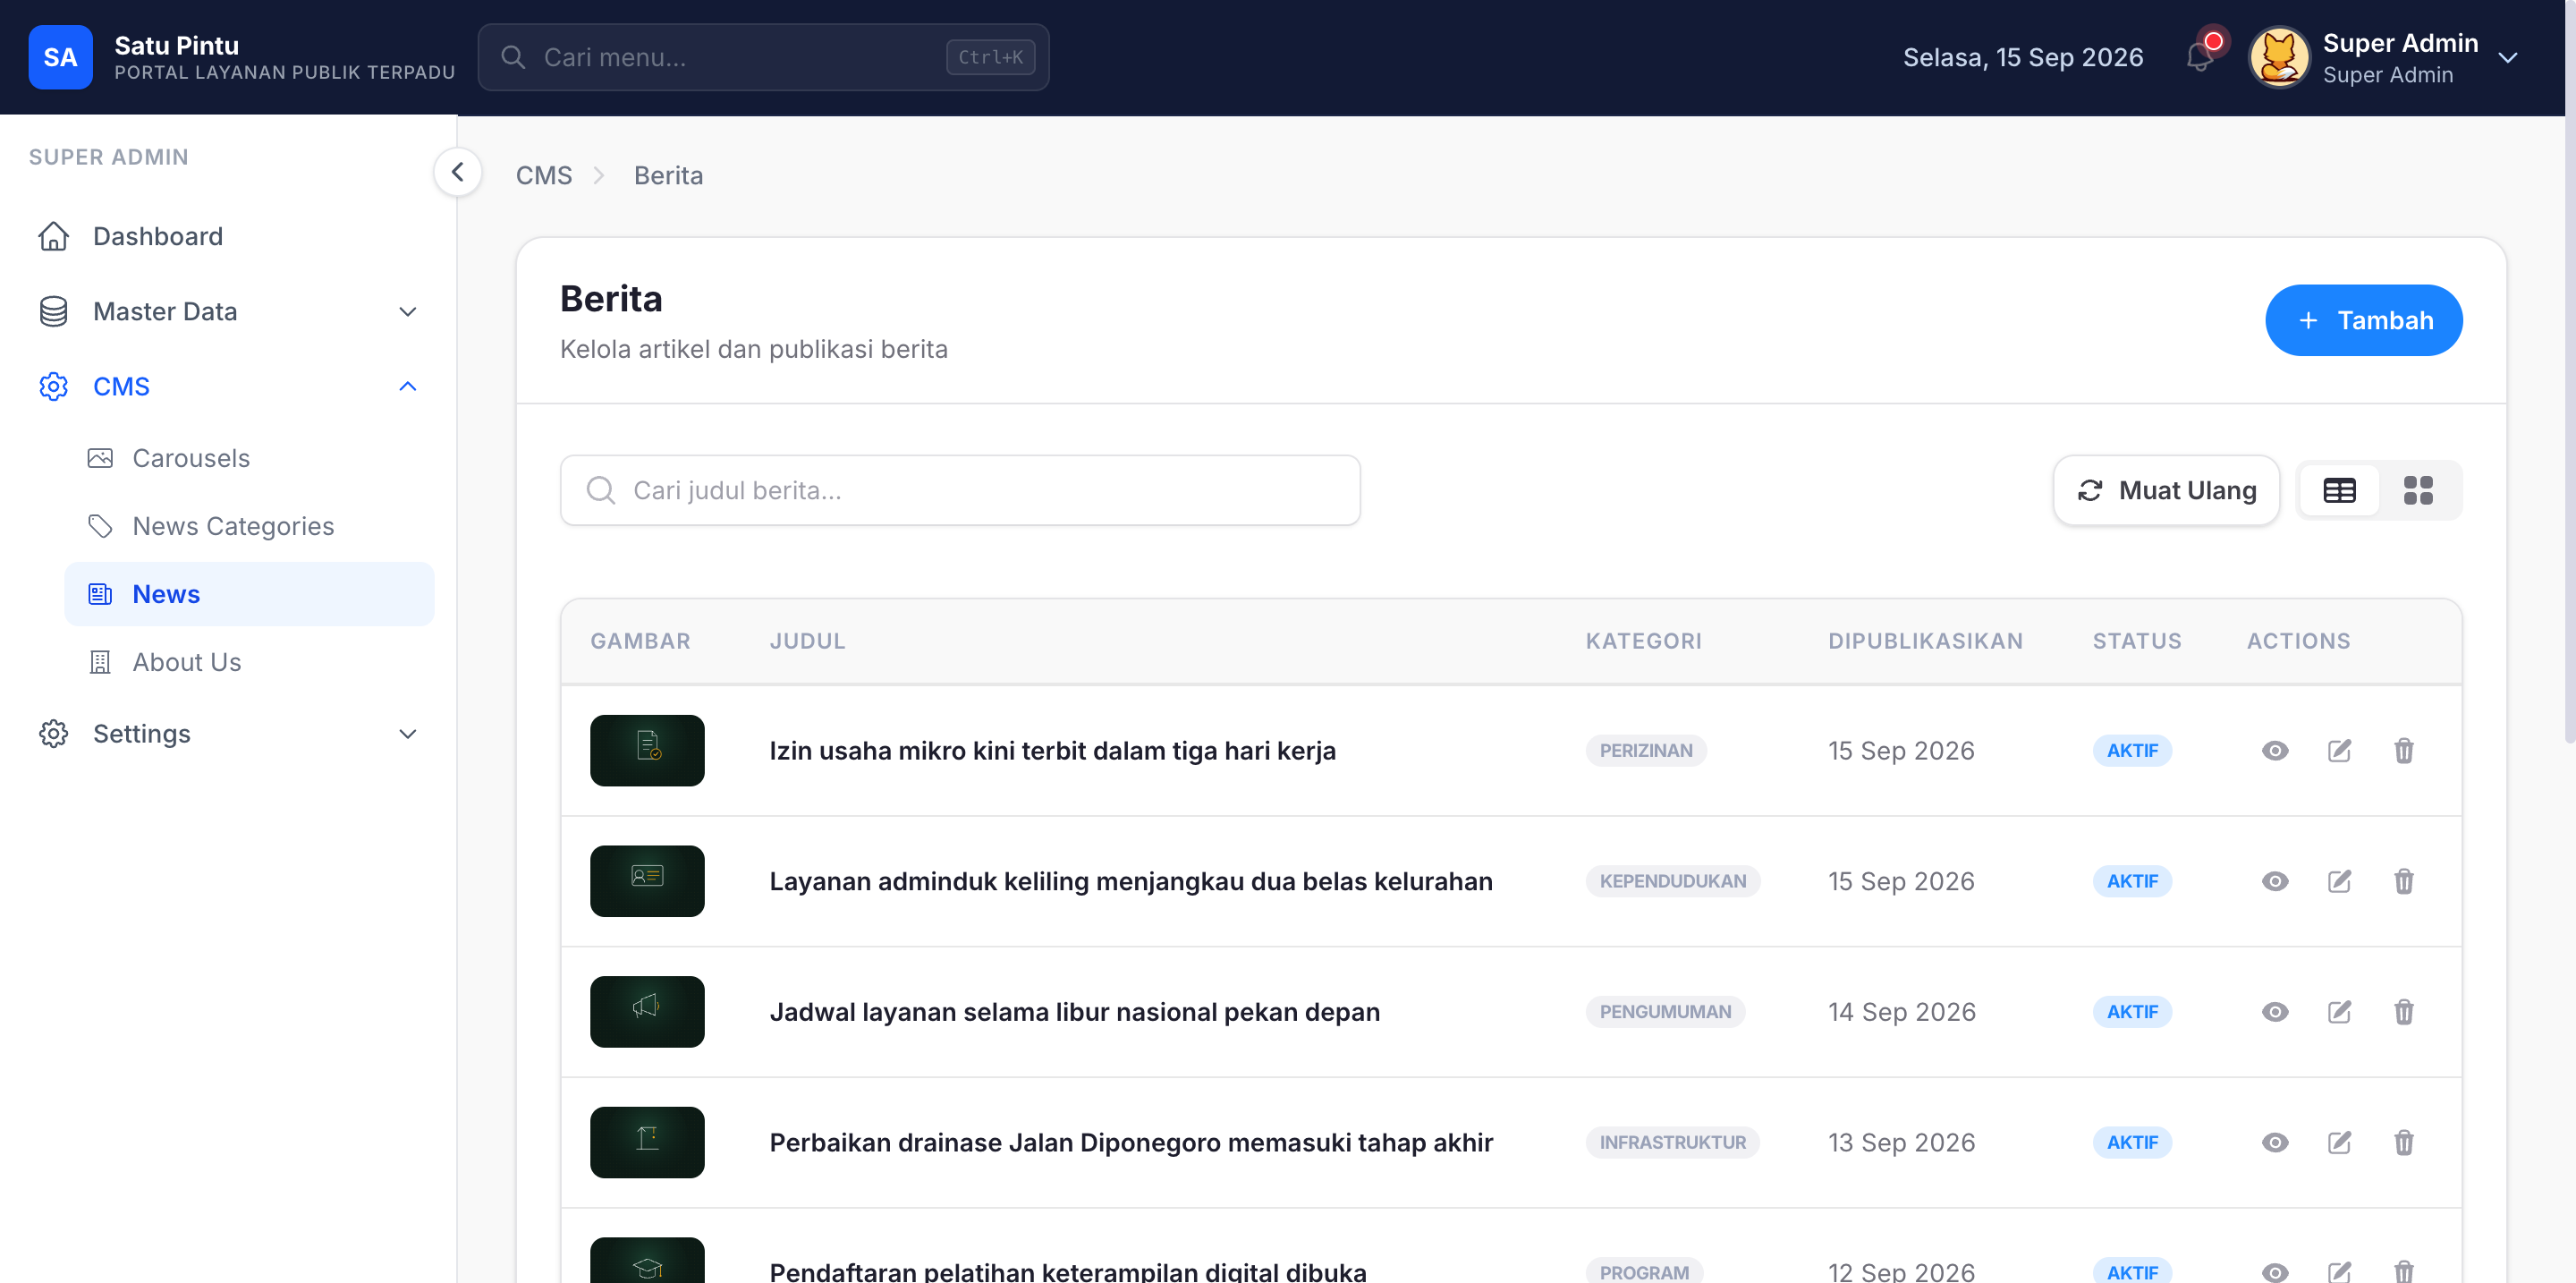 SA
Satu Pintu
PORTAL LAYANAN PUBLIK TERPADU
Cari menu...
Ctrl+K
Selasa, 15 Sep 2026
Super Admin
Super Admin
SUPER ADMIN
Dashboard
Master Data
CMS
Carousels
News Categories
News
About Us
Settings
CMS
Berita
Berita
Kelola artikel dan publikasi berita
+ Tambah
Cari judul berita...
Muat Ulang
GAMBAR JUDUL KATEGORI DIPUBLIKASIKAN STATUS ACTIONS
Izin usaha mikro kini terbit dalam tiga hari kerja PERIZINAN 15 Sep 2026 AKTIF
Layanan adminduk keliling menjangkau dua belas kelurahan KEPENDUDUKAN 15 Sep 2026 AKTIF
Jadwal layanan selama libur nasional pekan depan PENGUMUMAN 14 Sep 2026 AKTIF
Perbaikan drainase Jalan Diponegoro memasuki tahap akhir INFRASTRUKTUR 13 Sep 2026 AKTIF
Pendaftaran pelatihan keterampilan digital dibuka PROGRAM 12 Sep 2026 AKTIF